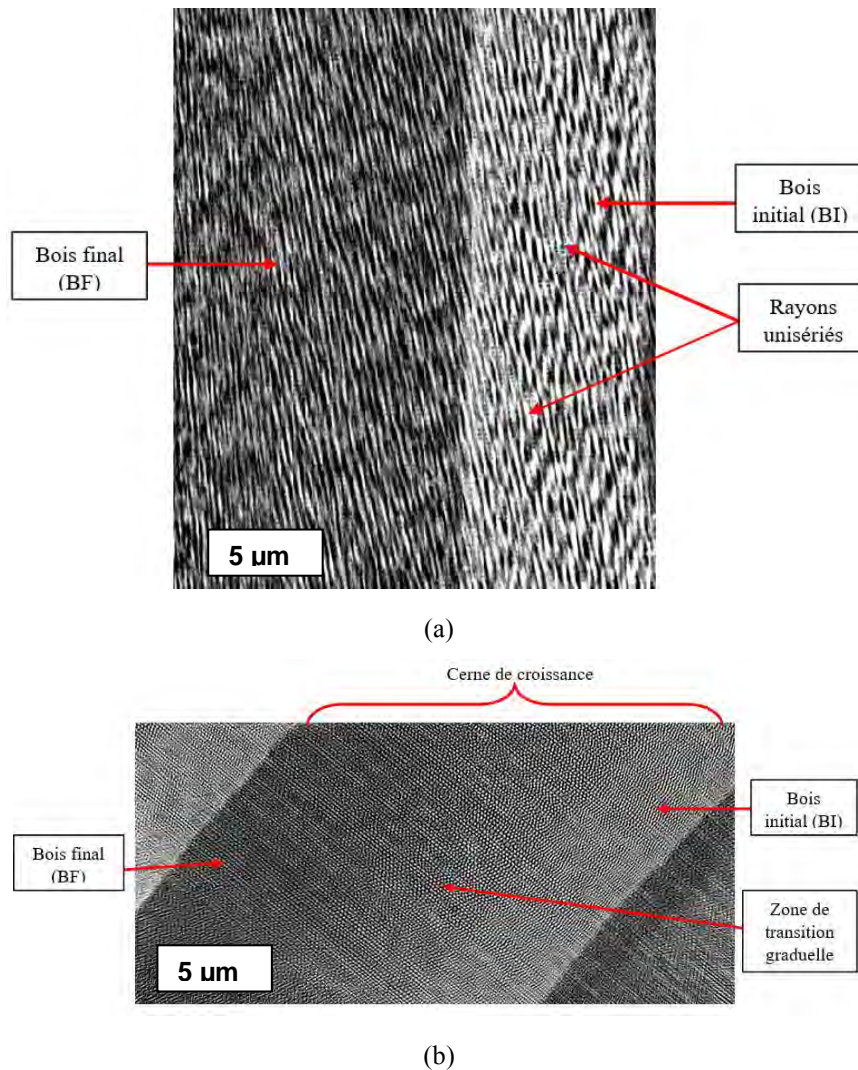 Bois
initial (BI)
Bois final
(BF)
Rayons
unisériés
5 µm
(a)
Cerne de croissance
Bois
initial (BI)
Bois final
(BF)
Zone de
transition
graduelle
5 µm
(b)